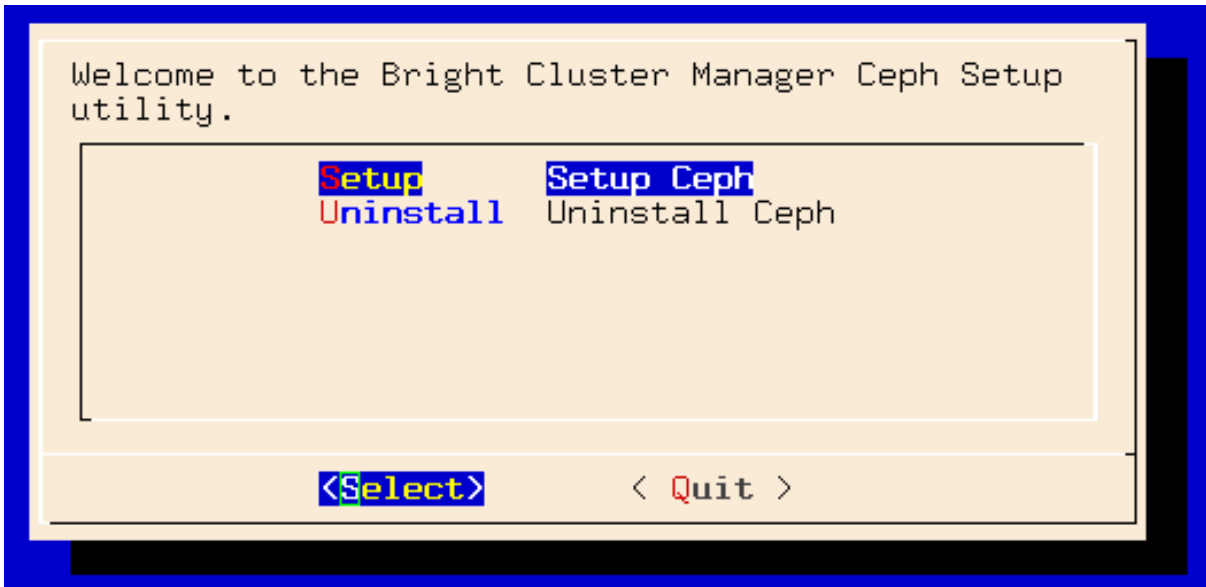 Welcome to the Bright Cluster Manager Ceph Setup
utility.
Setup Setup Ceph
Uninstall Uninstall Ceph
<Select> < Quit >